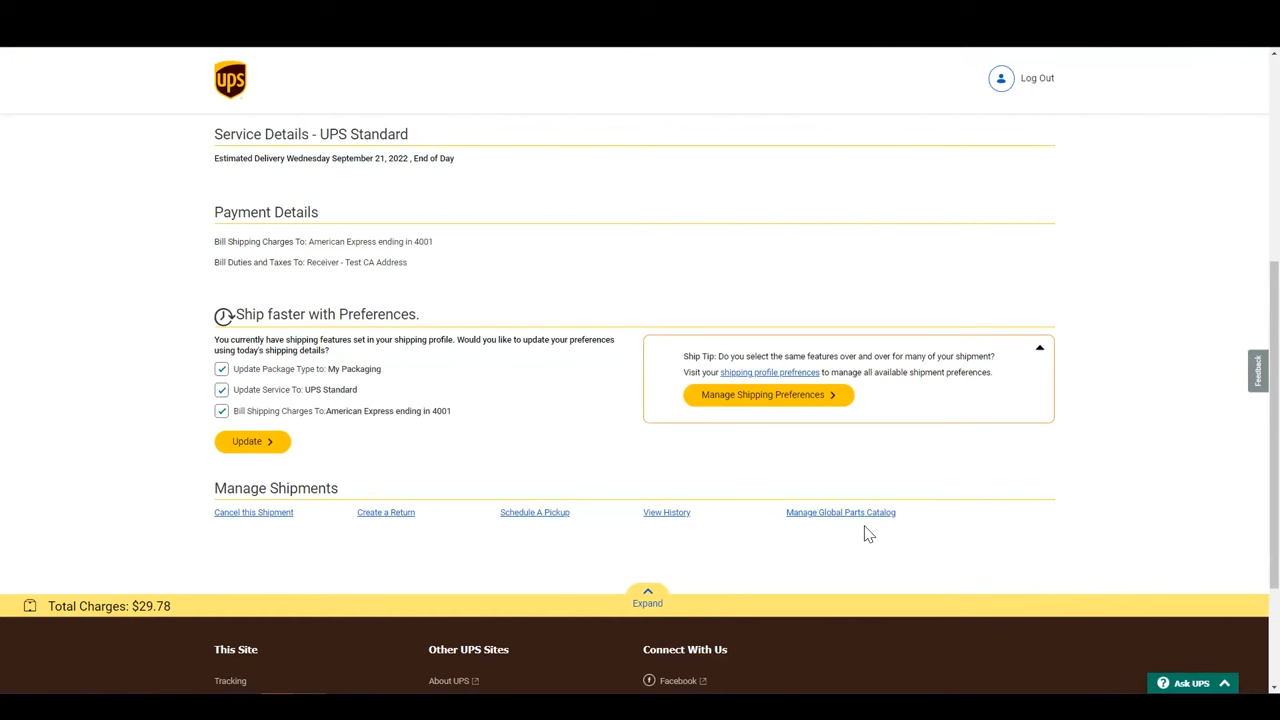 ups
Log Out
Service Details - UPS Standard
Estimated Delivery Wednesday September 21, 2022 , End of Day
Payment Details
Bill Shipping Charges To: American Express ending in 4001
Bill Duties and Taxes To: Receiver - Test CA Address
Ship faster with Preferences.
You currently have shipping features set in your shipping profile. Would you like to update your preferences
using today's shipping details?
Update Package Type to: My Packaging
Update Service To: UPS Standard
Bill Shipping Charges To:American Express ending in 4001
Update
Ship Tip: Do you select the same features over and over for many of your shipment?
Visit your shipping profile prefrences to manage all available shipment preferences.
Manage Shipping Preferences
Feedback
Manage Shipments
Cancel this Shipment
Create a Return
Schedule A Pickup
View History
Manage Global Parts Catalog
Total Charges: $29.78
Expand
This Site
Other UPS Sites
Connect With Us
Tracking
About UPS
Facebook
Ask UPS